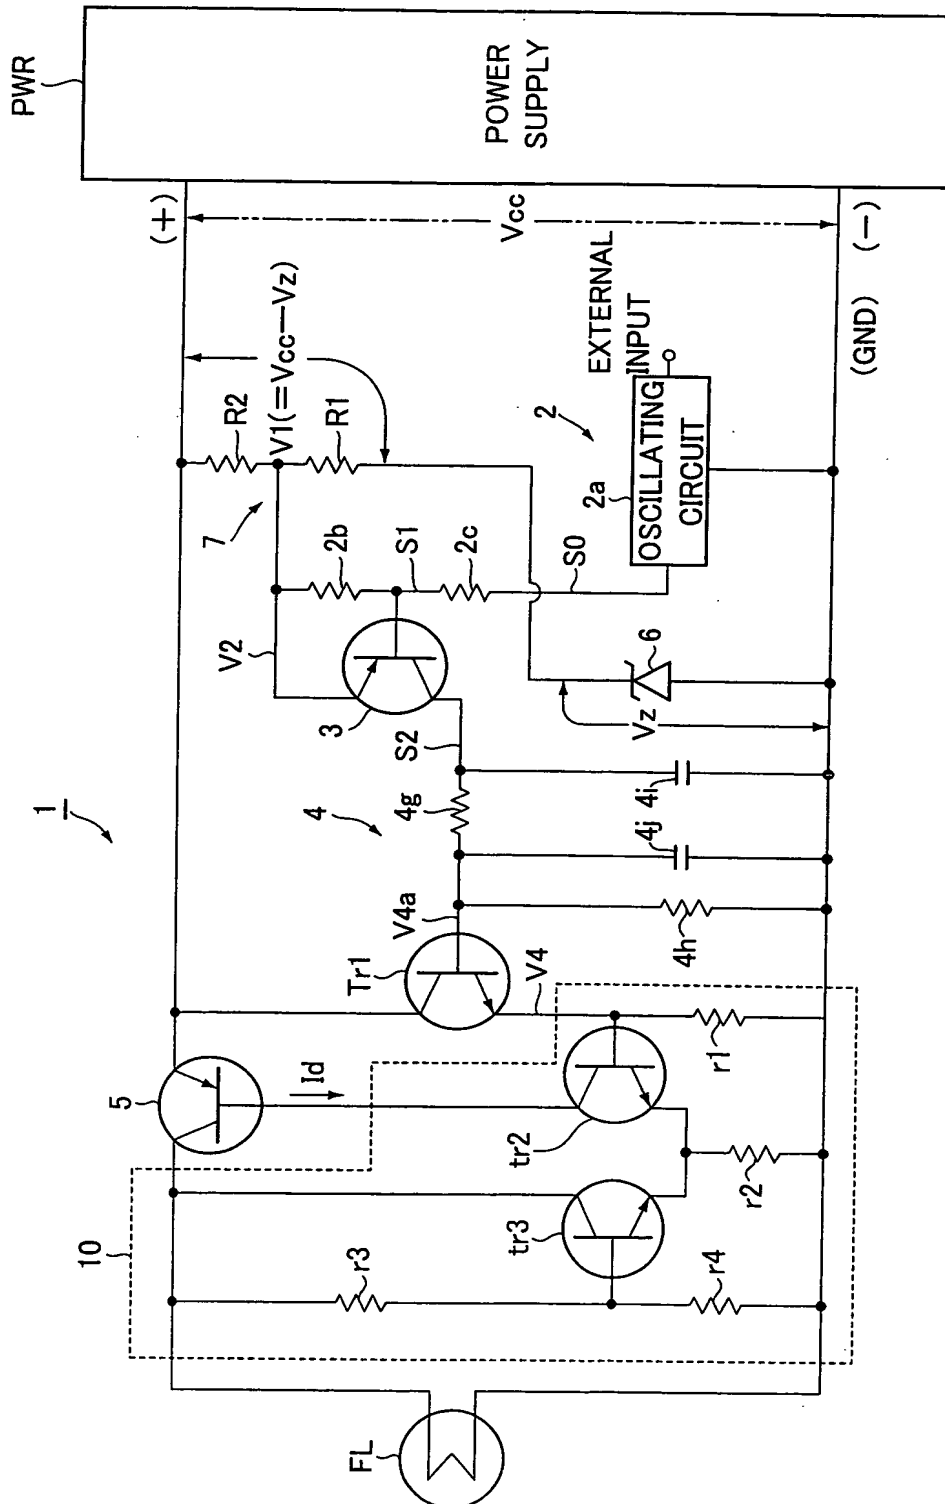 PWR
POWER
SUPPLY
(+)
Vcc
(−)
(GND)
V1(=Vcc−Vz)
R2
R1
7
EXTERNAL
INPUT
2
2a
OSCILLATING
CIRCUIT
2b
S1
2c
S0
V2
3
S2
6
Vz
1
4
4g
4i
4j
4h
V4a
Tr1
V4
r1
5
Id
tr2
r2
10
tr3
r3
r4
FL